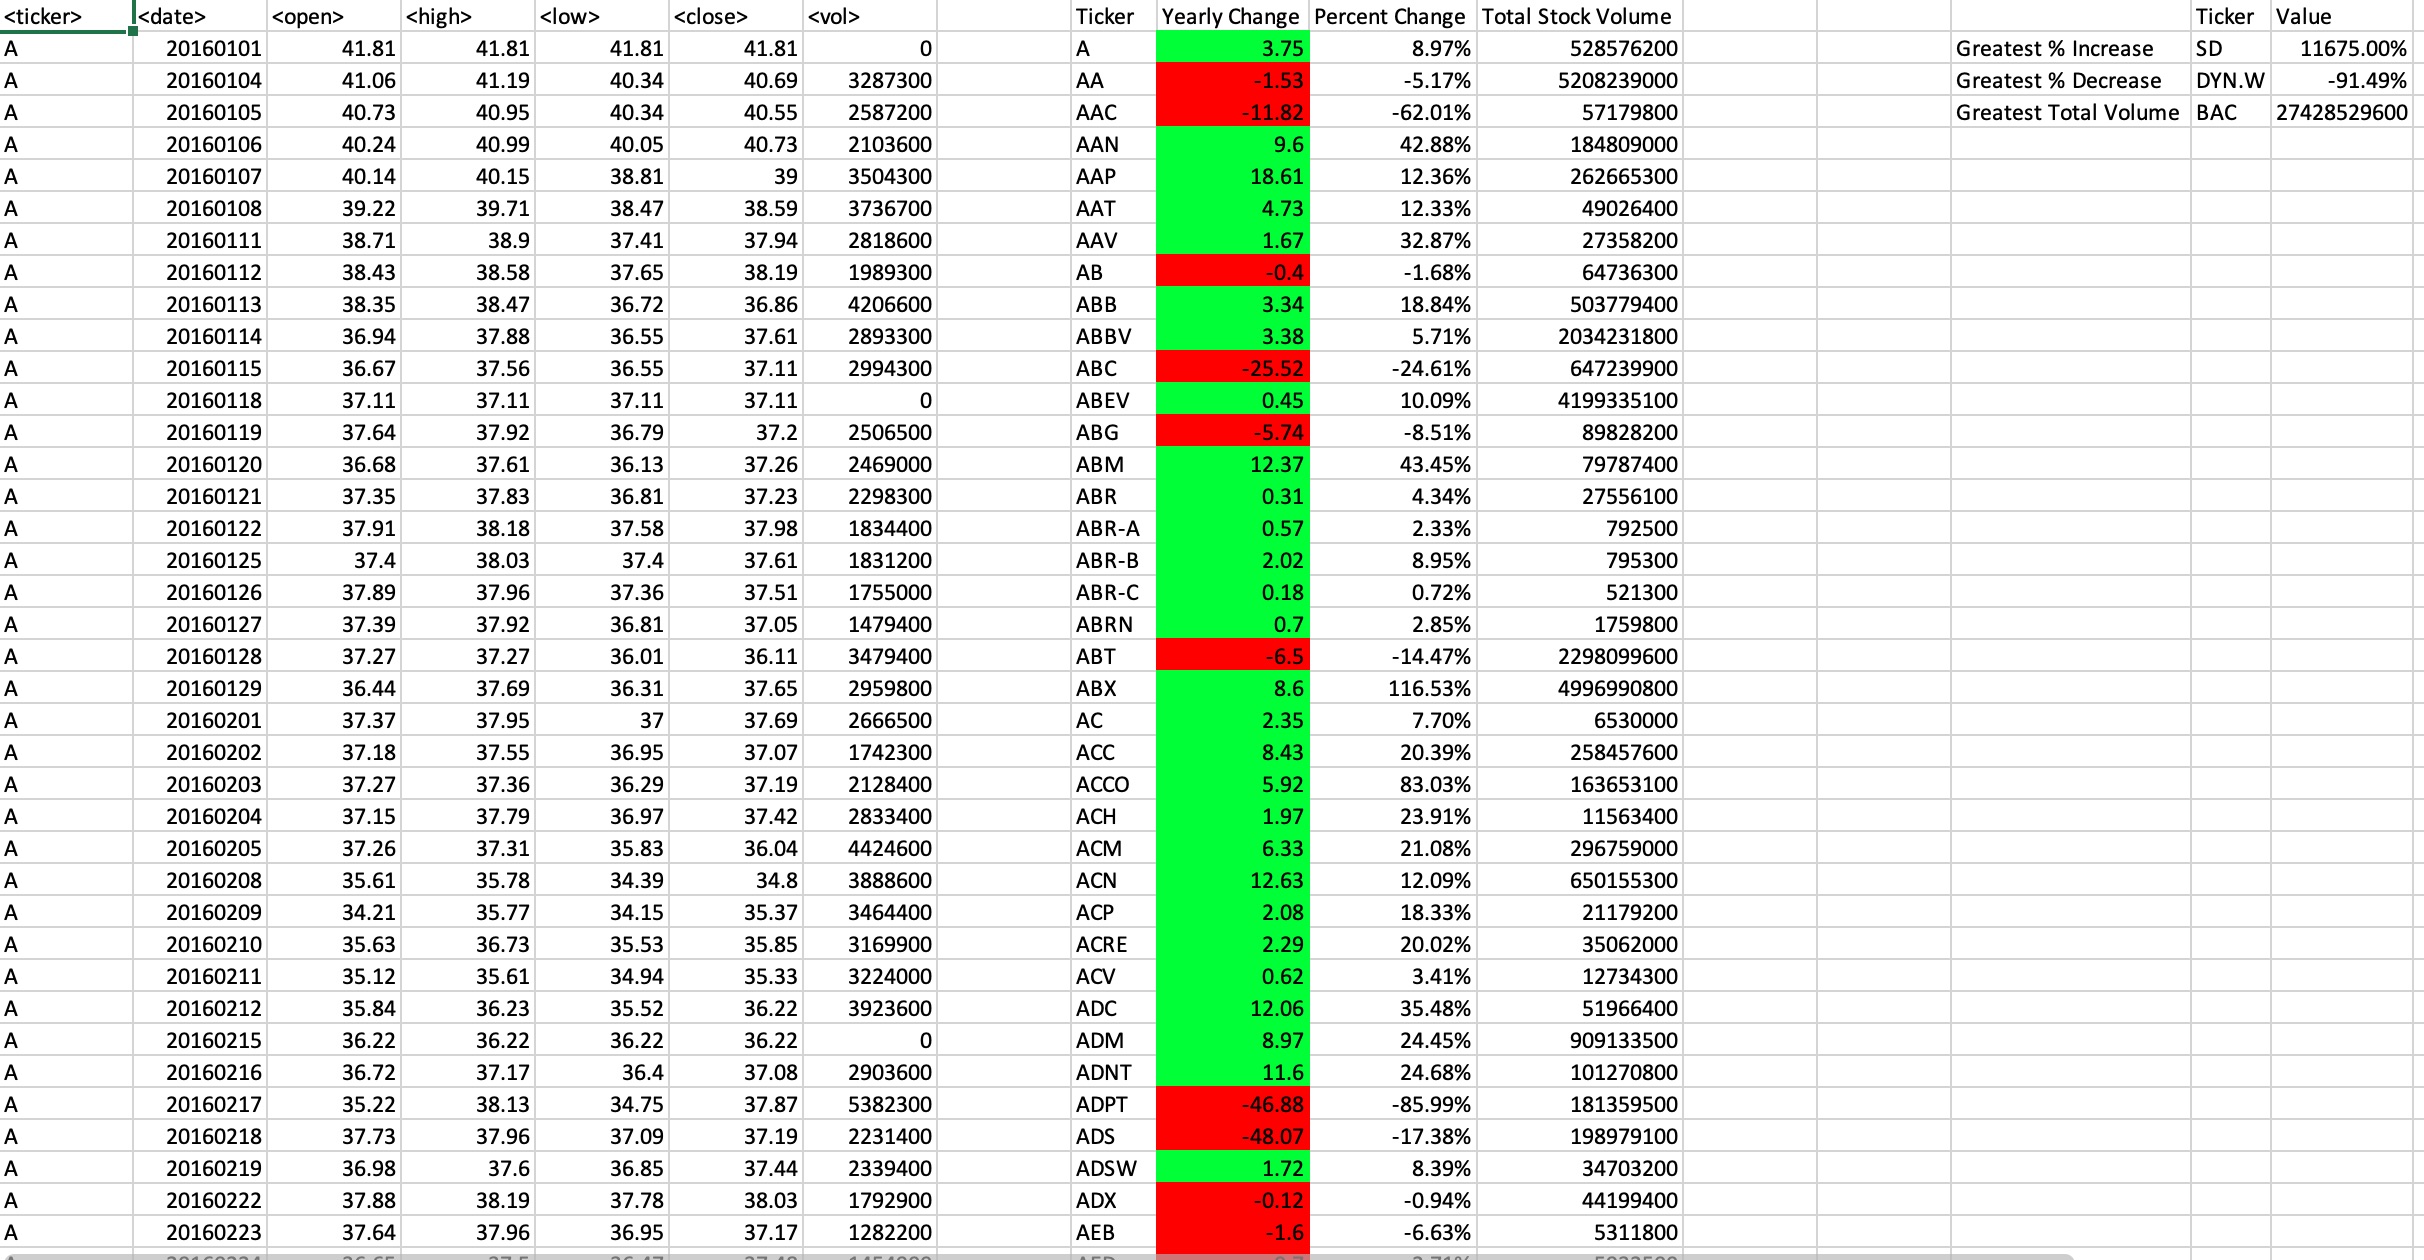 <ticker> <date> <open> <high> <low> <close> <vol> Ticker Yearly Change Percent Change Total Stock Volume Ticker Value
A 20160101 41.81 41.81 41.81 41.81 0 A 3.75 8.97% 528576200 Greatest % Increase SD 11675.00%
A 20160104 41.06 41.19 40.34 40.69 3287300 AA -1.53 -5.17% 5208239000 Greatest % Decrease DYN.W -91.49%
A 20160105 40.73 40.95 40.34 40.55 2587200 AAC -11.82 -62.01% 57179800 Greatest Total Volume BAC 27428529600
A 20160106 40.24 40.99 40.05 40.73 2103600 AAN 9.6 42.88% 184809000
A 20160107 40.14 40.15 38.81 39 3504300 AAP 18.61 12.36% 262665300
A 20160108 39.22 39.71 38.47 38.59 3736700 AAT 4.73 12.33% 49026400
A 20160111 38.71 38.9 37.41 37.94 2818600 AAV 1.67 32.87% 27358200
A 20160112 38.43 38.58 37.65 38.19 1989300 AB -0.4 -1.68% 64736300
A 20160113 38.35 38.47 36.72 36.86 4206600 ABB 3.34 18.84% 503779400
A 20160114 36.94 37.88 36.55 37.61 2893300 ABBV 3.38 5.71% 2034231800
A 20160115 36.67 37.56 36.55 37.11 2994300 ABC -25.52 -24.61% 647239900
A 20160118 37.11 37.11 37.11 37.11 0 ABEV 0.45 10.09% 4199335100
A 20160119 37.64 37.92 36.79 37.2 2506500 ABG -5.74 -8.51% 89828200
A 20160120 36.68 37.61 36.13 37.26 2469000 ABM 12.37 43.45% 79787400
A 20160121 37.35 37.83 36.81 37.23 2298300 ABR 0.31 4.34% 27556100
A 20160122 37.91 38.18 37.58 37.98 1834400 ABR-A 0.57 2.33% 792500
A 20160125 37.4 38.03 37.4 37.61 1831200 ABR-B 2.02 8.95% 795300
A 20160126 37.89 37.96 37.36 37.51 1755000 ABR-C 0.18 0.72% 521300
A 20160127 37.39 37.92 36.81 37.05 1479400 ABRN 0.7 2.85% 1759800
A 20160128 37.27 37.27 36.01 36.11 3479400 ABT -6.5 -14.47% 2298099600
A 20160129 36.44 37.69 36.31 37.65 2959800 ABX 8.6 116.53% 4996990800
A 20160201 37.37 37.95 37 37.69 2666500 AC 2.35 7.70% 6530000
A 20160202 37.18 37.55 36.95 37.07 1742300 ACC 8.43 20.39% 258457600
A 20160203 37.27 37.36 36.29 37.19 2128400 ACCO 5.92 83.03% 163653100
A 20160204 37.15 37.79 36.97 37.42 2833400 ACH 1.97 23.91% 11563400
A 20160205 37.26 37.31 35.83 36.04 4424600 ACM 6.33 21.08% 296759000
A 20160208 35.61 35.78 34.39 34.8 3888600 ACN 12.63 12.09% 650155300
A 20160209 34.21 35.77 34.15 35.37 3464400 ACP 2.08 18.33% 21179200
A 20160210 35.63 36.73 35.53 35.85 3169900 ACRE 2.29 20.02% 35062000
A 20160211 35.12 35.61 34.94 35.33 3224000 ACV 0.62 3.41% 12734300
A 20160212 35.84 36.23 35.52 36.22 3923600 ADC 12.06 35.48% 51966400
A 20160215 36.22 36.22 36.22 36.22 0 ADM 8.97 24.45% 909133500
A 20160216 36.72 37.17 36.4 37.08 2903600 ADNT 11.6 24.68% 101270800
A 20160217 35.22 38.13 34.75 37.87 5382300 ADPT -46.88 -85.99% 181359500
A 20160218 37.73 37.96 37.09 37.19 2231400 ADS -48.07 -17.38% 198979100
A 20160219 36.98 37.6 36.85 37.44 2339400 ADSW 1.72 8.39% 34703200
A 20160222 37.88 38.19 37.78 38.03 1792900 ADX -0.12 -0.94% 44199400
A 20160223 37.64 37.96 36.95 37.17 1282200 AEB -1.6 -6.63% 5311800